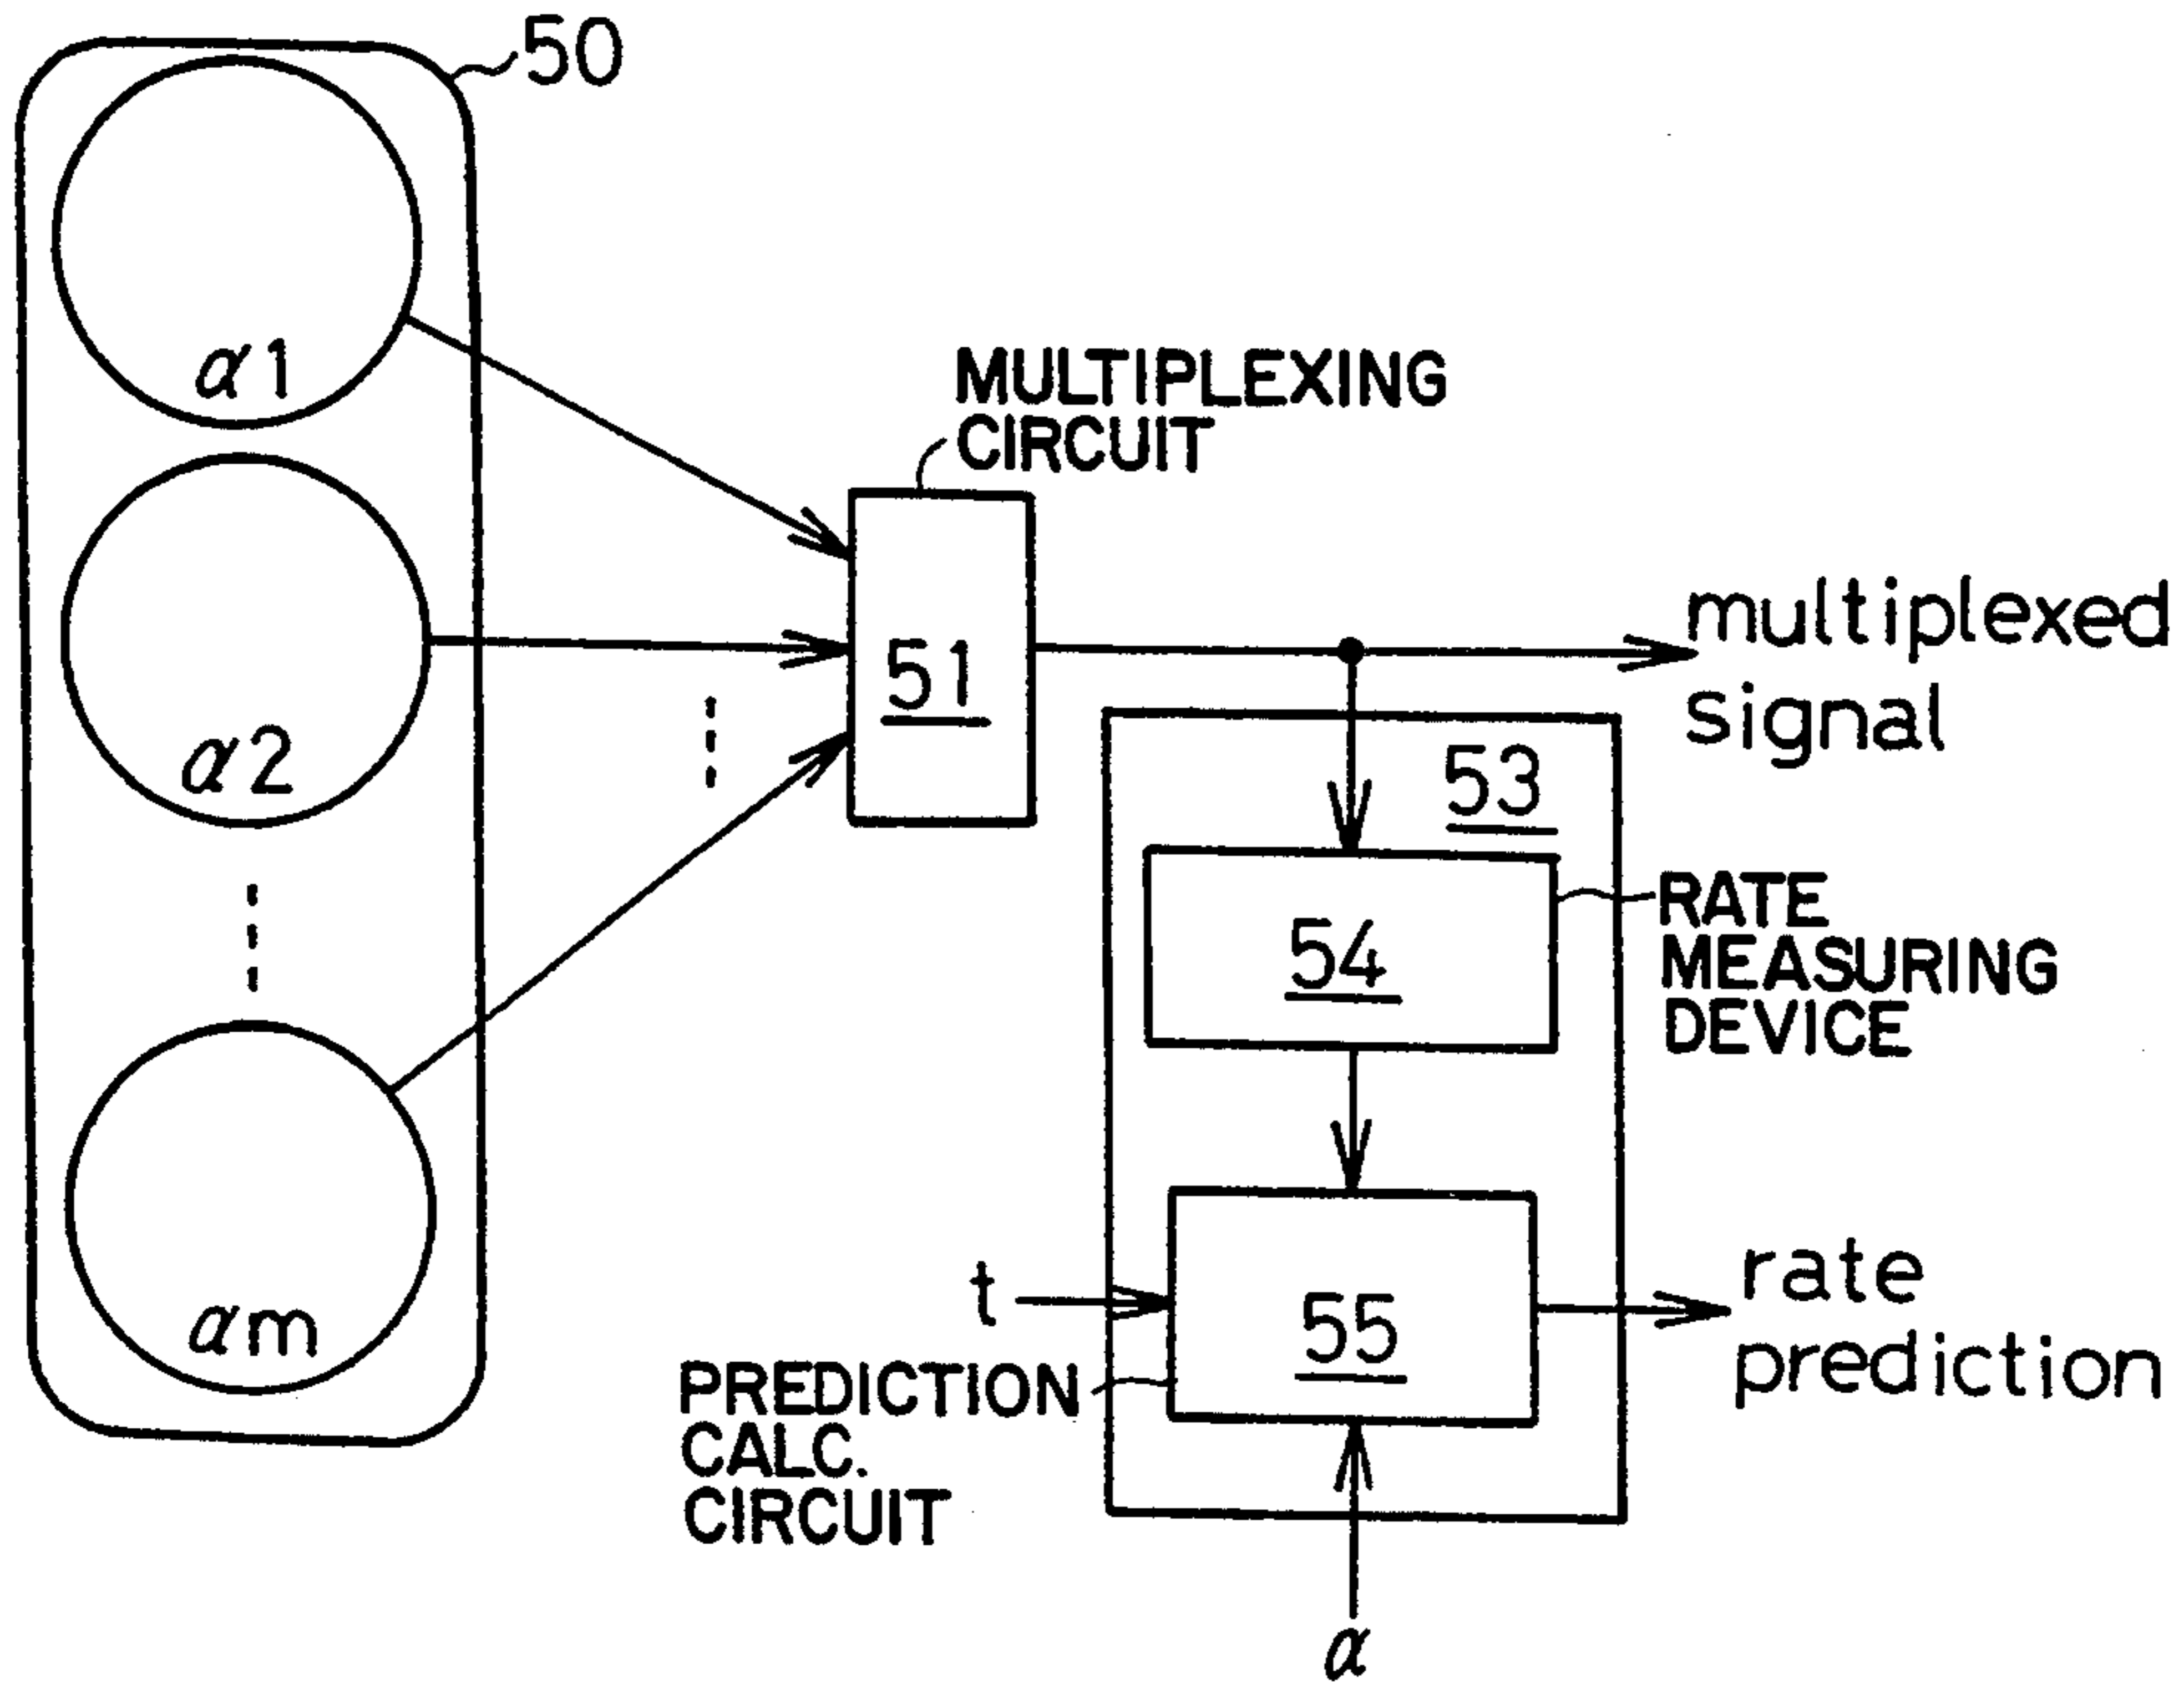 50
α1
MULTIPLEXING
CIRCUIT
51
multiplexed
signal
α2
53
54
RATE
MEASURING
DEVICE
αm
t
55
rate
prediction
PREDICTION
CALC.
CIRCUIT
α